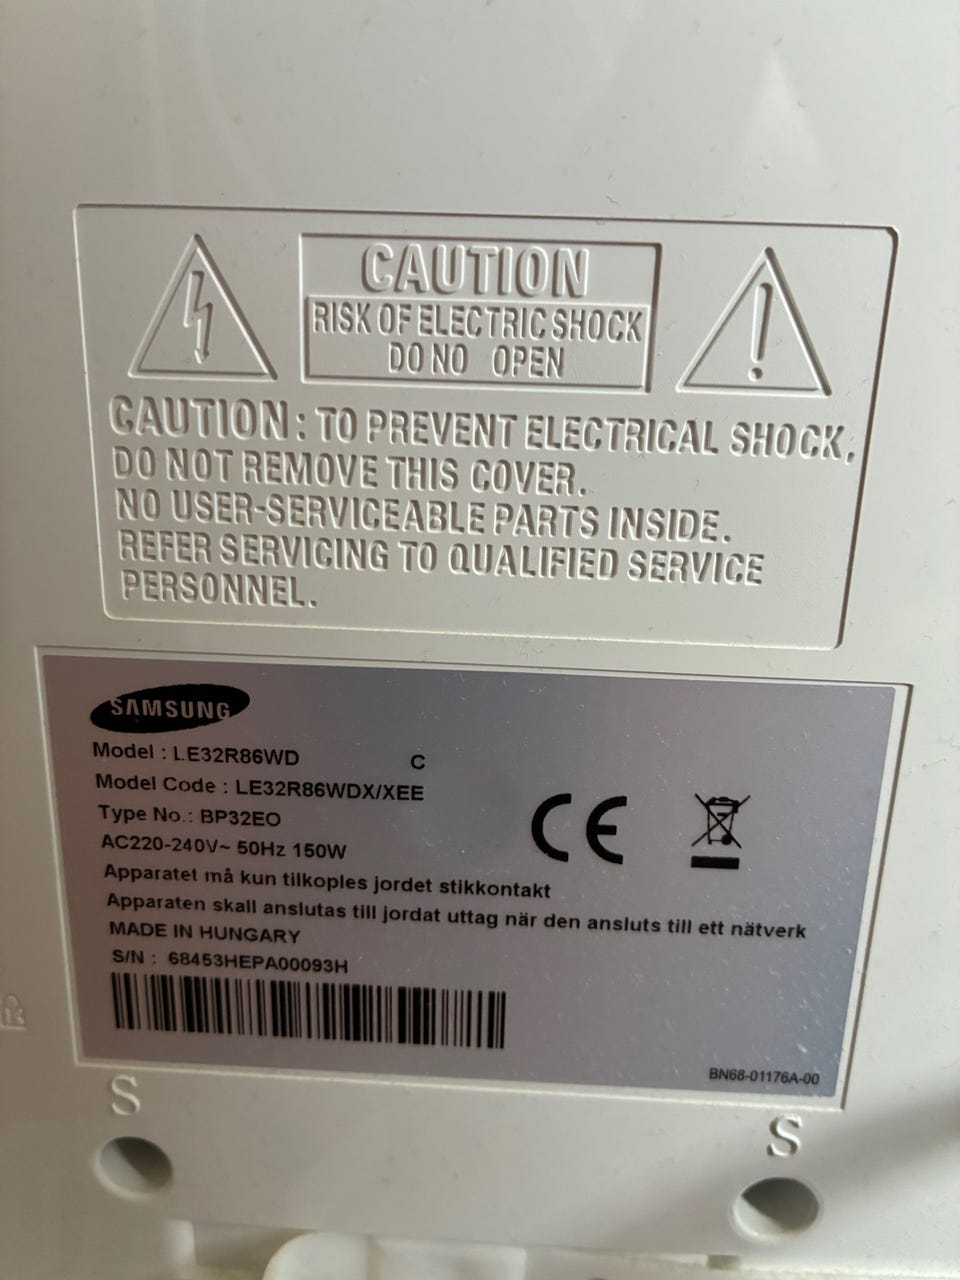 CAUTION
RISK OF ELECTRIC SHOCK
DO NO OPEN
CAUTION: TO PREVENT ELECTRICAL SHOCK,
DO NOT REMOVE THIS COVER.
NO USER-SERVICEABLE PARTS INSIDE.
REFER SERVICING TO QUALIFIED SERVICE
PERSONNEL.
SAMSUNG
Model : LE32R86WD C
Model Code : LE32R86WDX/XEE
Type No.: BP32EO
AC220-240V~ 50Hz 150W
Apparatet må kun tilkoples jordet stikkontakt
Apparaten skall anslutas till jordat uttag när den ansluts till ett nätverk
MADE IN HUNGARY
S/N : 68453HEPA00093H
CE
BN68-01176A-00
S
S